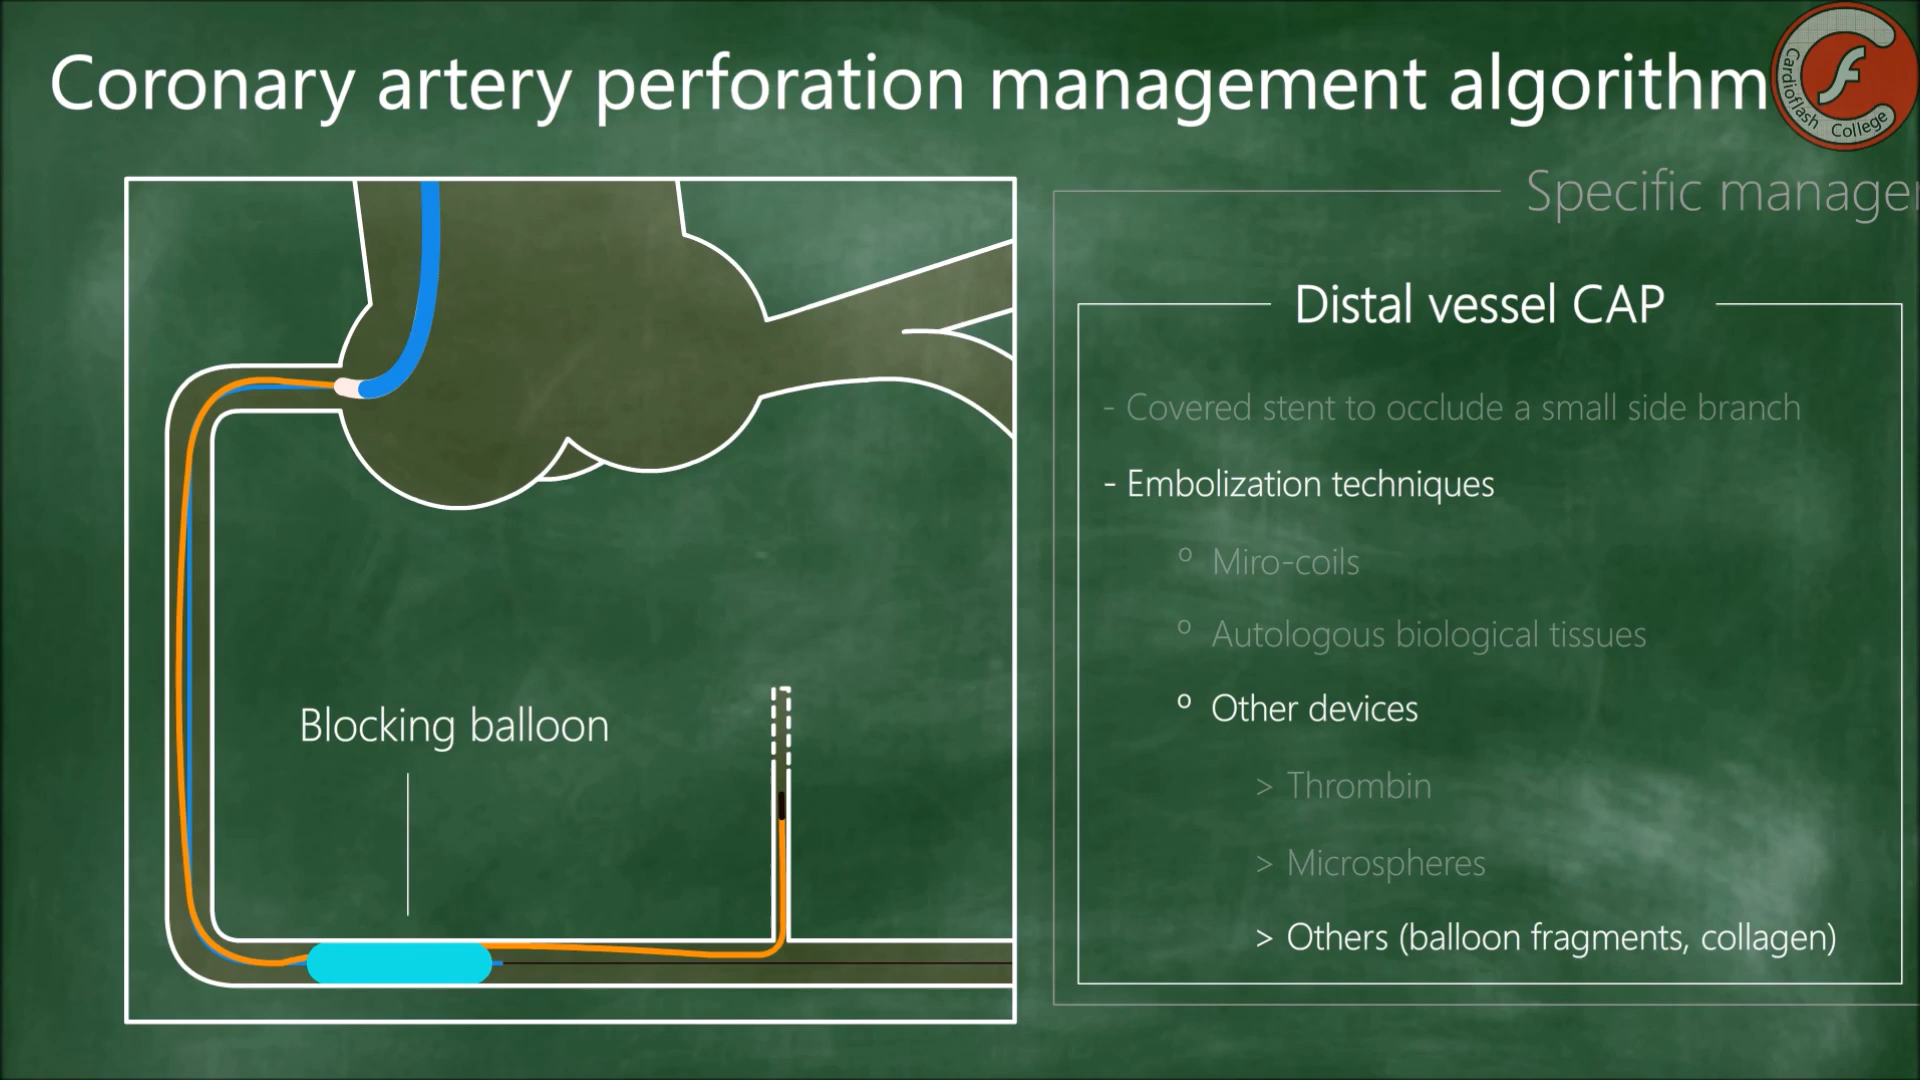 Coronary artery perforation management algorithm
Cardioflash College
Specific manage
Distal vessel CAP
- Covered stent to occlude a small side branch
- Embolization techniques
o Miro-coils
o Autologous biological tissues
Blocking balloon
o Other devices
> Thrombin
> Microspheres
> Others (balloon fragments, collagen)